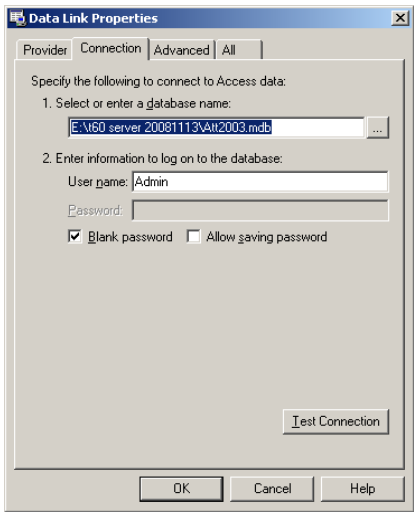 Data Link Properties
Provider Connection Advanced All
Specify the following to connect to Access data:
1. Select or enter a database name:
E:\t60 server 20081113\Att2003.mdb ...
2. Enter information to log on to the database:
User name: Admin
Password:
Blank password Allow saving password
Test Connection
OK Cancel Help